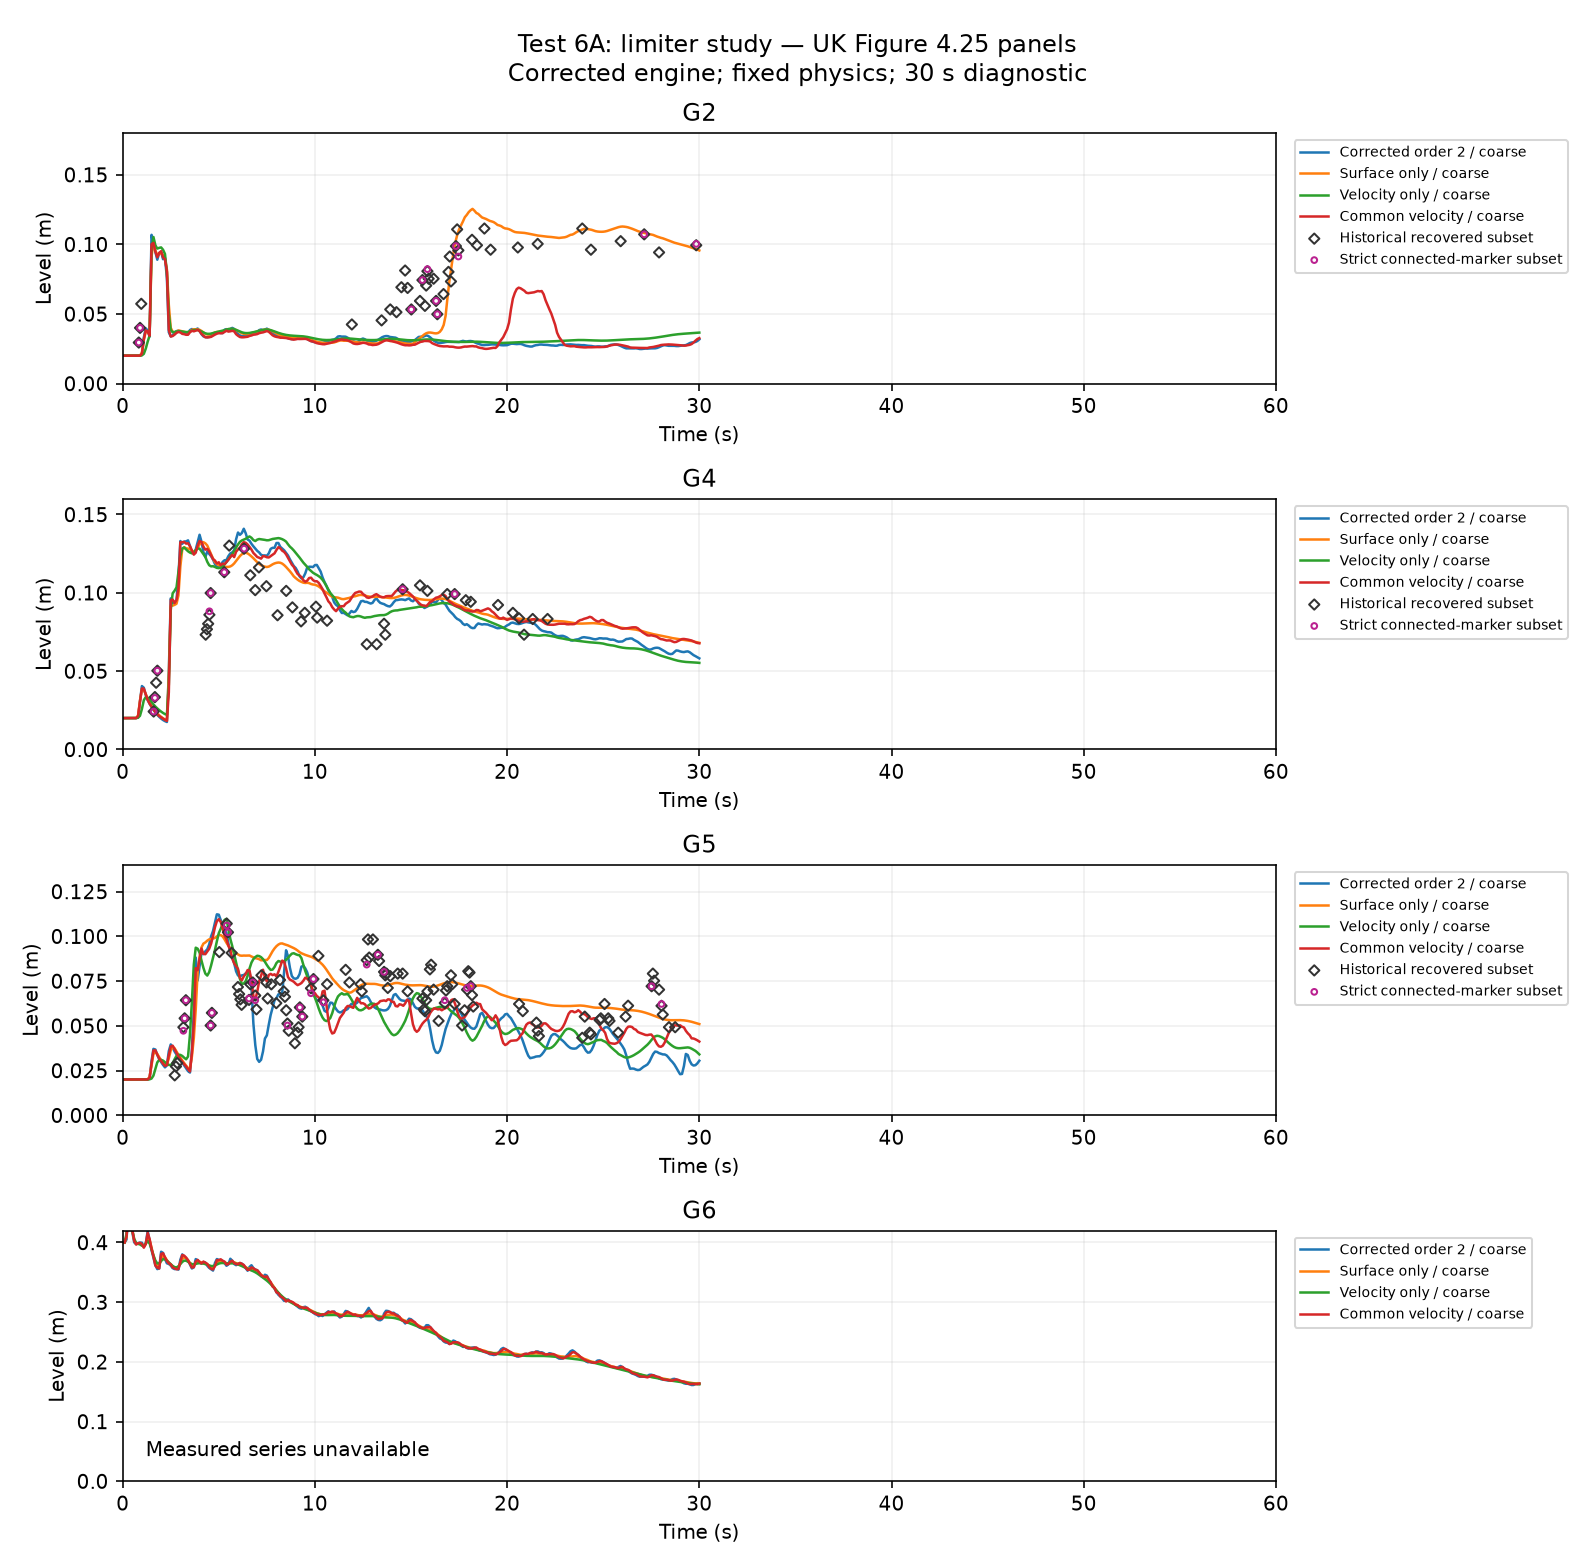 Test 6A: limiter study — UK Figure 4.25 panels
Corrected engine; fixed physics; 30 s diagnostic
G2
Level (m)
0.15
0.10
0.05
0.00
0 10 20 30 40 50 60
Time (s)
Corrected order 2 / coarse
Surface only / coarse
Velocity only / coarse
Common velocity / coarse
Historical recovered subset
Strict connected-marker subset
G4
Level (m)
0.15
0.10
0.05
0.00
0 10 20 30 40 50 60
Time (s)
Corrected order 2 / coarse
Surface only / coarse
Velocity only / coarse
Common velocity / coarse
Historical recovered subset
Strict connected-marker subset
G5
Level (m)
0.125
0.100
0.075
0.050
0.025
0.000
0 10 20 30 40 50 60
Time (s)
Corrected order 2 / coarse
Surface only / coarse
Velocity only / coarse
Common velocity / coarse
Historical recovered subset
Strict connected-marker subset
G6
Level (m)
0.4
0.3
0.2
0.1
0.0
Measured series unavailable
0 10 20 30 40 50 60
Time (s)
Corrected order 2 / coarse
Surface only / coarse
Velocity only / coarse
Common velocity / coarse